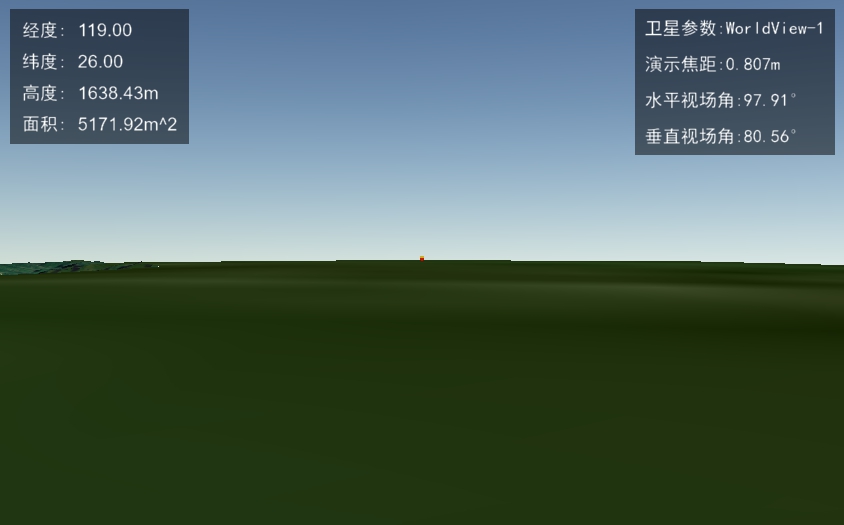 经度: 119.00
纬度: 26.00
高度: 1638.43m
面积: 5171.92m^2
卫星参数:WorldView-1
演示焦距:0.807m
水平视场角:97.91°
垂直视场角:80.56°